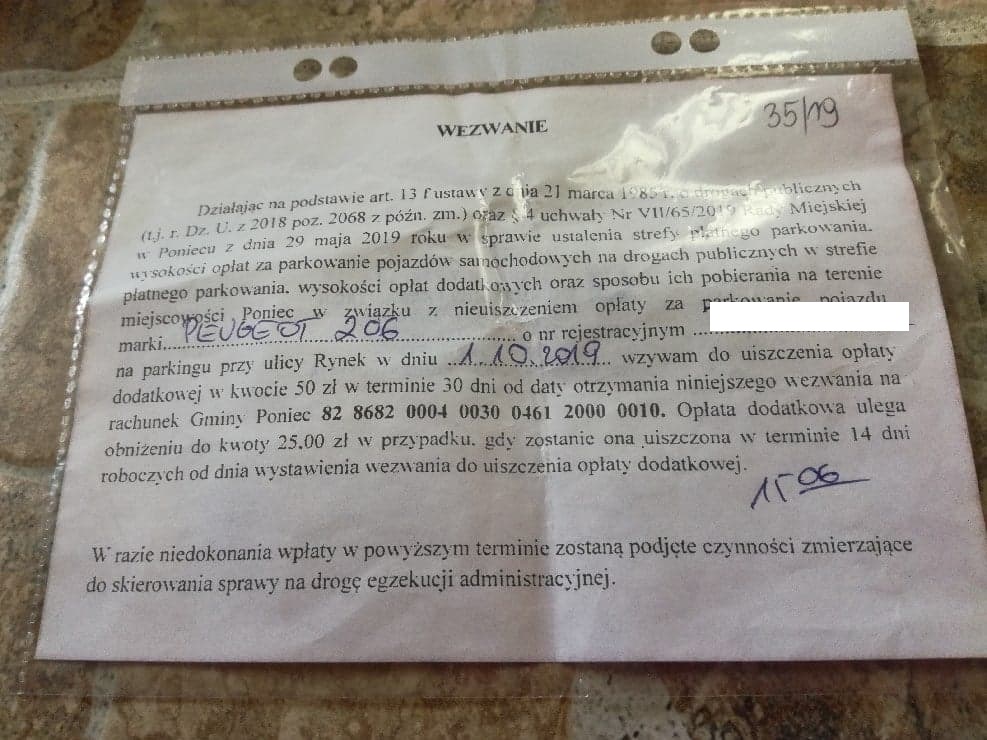 WEZWANIE
35/19
Działając na podstawie art. 13 f ustawy z dnia 21 marca 1985 r. o drogach publicznych
(t.j. r. Dz. U. z 2018 poz. 2068 z późn. zm.) oraz § 4 uchwały Nr VII/65/2019 Rady Miejskiej
w Poniecu z dnia 29 maja 2019 roku w sprawie ustalenia strefy płatnego parkowania.
wysokości opłat za parkowanie pojazdów samochodowych na drogach publicznych w strefie
płatnego parkowania. wysokości opłat dodatkowych oraz sposobu ich pobierania na terenie
miejscowości Poniec w związku z nieuiszczeniem opłaty za parkowanie pojazdu
marki....PEUGEOT 206.................... o nr rejestracyjnym ...
na parkingu przy ulicy Rynek w dniu ..1.10.2019.. wzywam do uiszczenia opłaty
dodatkowej w kwocie 50 zł w terminie 30 dni od daty otrzymania niniejszego wezwania na
rachunek Gminy Poniec 82 8682 0004 0030 0461 2000 0010. Opłata dodatkowa ulega
obniżeniu do kwoty 25.00 zł w przypadku. gdy zostanie ona uiszczona w terminie 14 dni
roboczych od dnia wystawienia wezwania do uiszczenia opłaty dodatkowej.
15 06
W razie niedokonania wpłaty w powyższym terminie zostaną podjęte czynności zmierzające
do skierowania sprawy na drogę egzekucji administracyjnej.